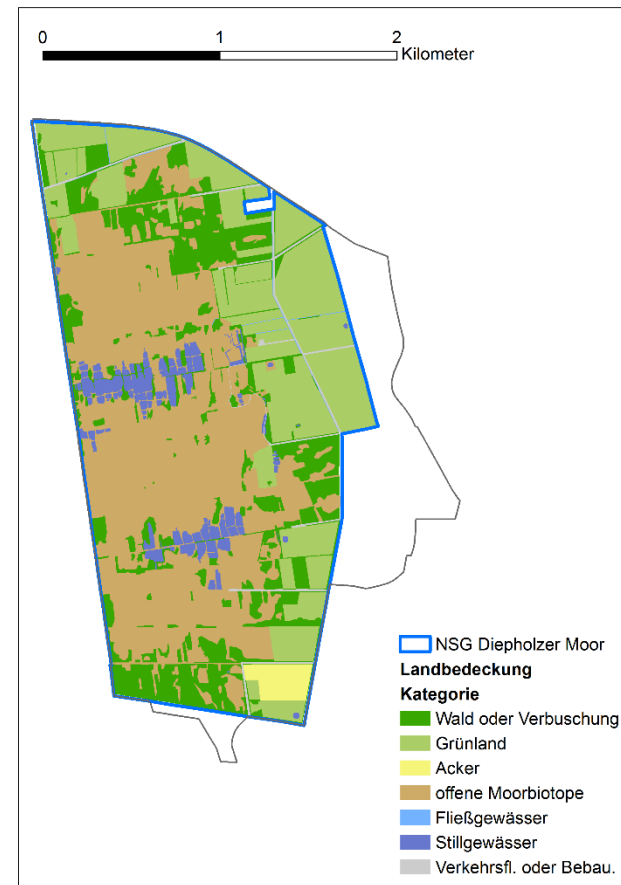 0 1 2
Kilometer
NSG Diepholzer Moor
Landbedeckung
Kategorie
Wald oder Verbuschung
Grünland
Acker
offene Moorbiotope
Fließgewässer
Stillgewässer
Verkehrsfl. oder Bebau.